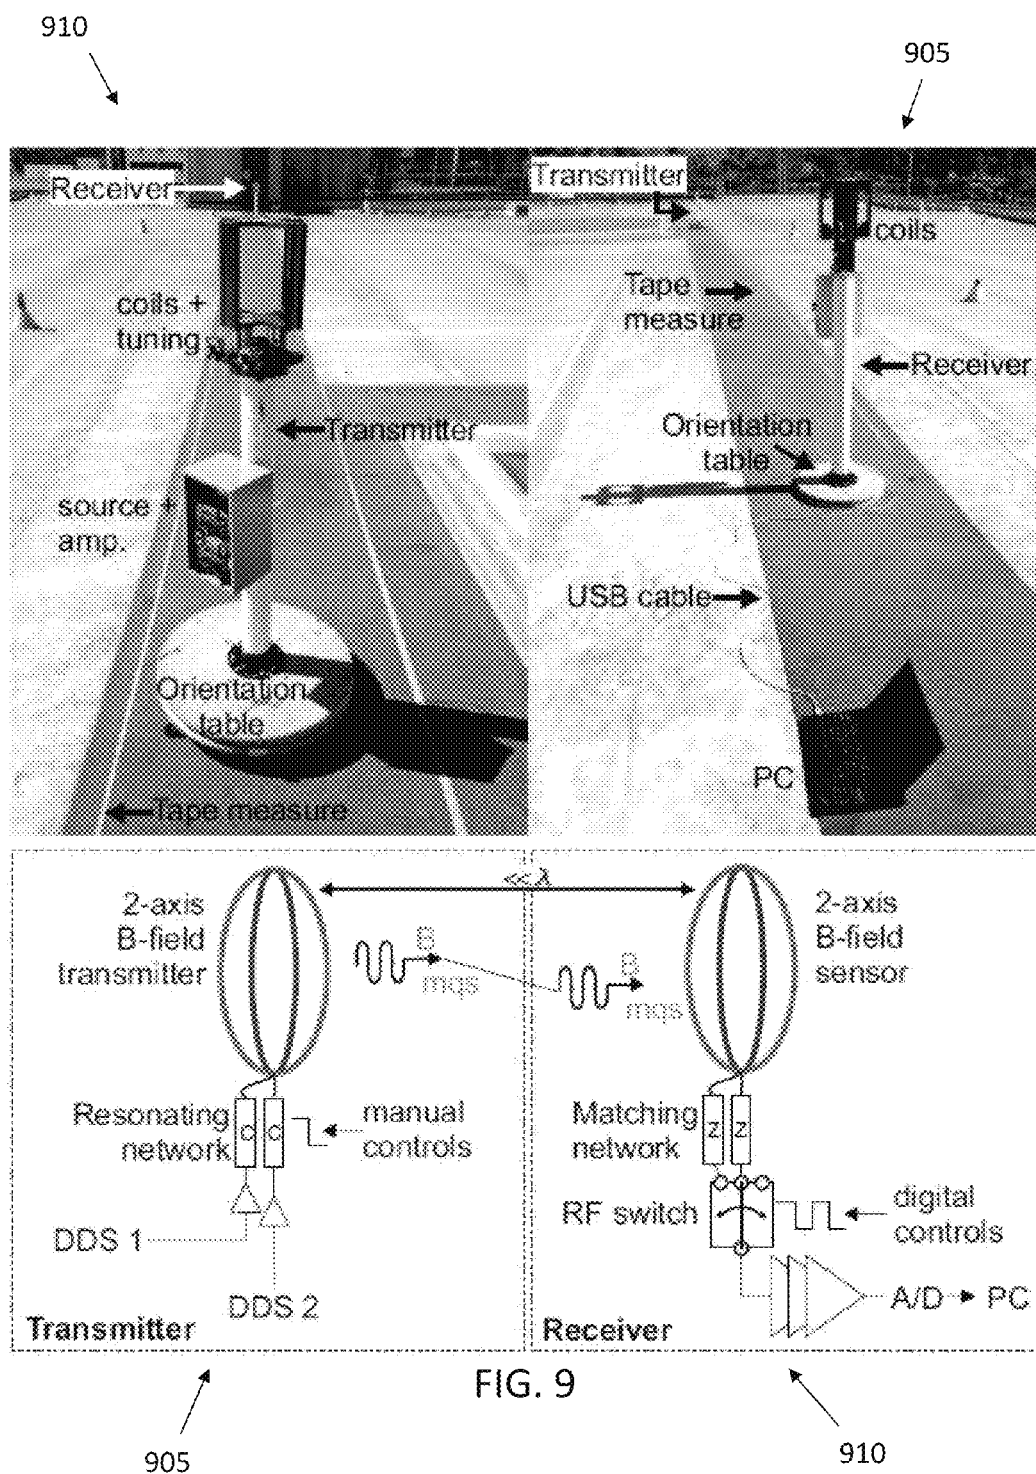 910
905
Receiver
coils +
tuning
Transmitter
source +
amp.
Orientation
table
Tape measure
Transmitter
coils
Tape
measure
Receiver
Orientation
table
USB cable
PC
2-axis
B-field
transmitter
≪ λ
2-axis
B-field
sensor
B
mqs
B
mqs
Resonating
network
C C
manual
controls
DDS 1
DDS 2
Transmitter
Matching
network
Z Z
RF switch
digital
controls
A/D
PC
Receiver
FIG. 9
905
910